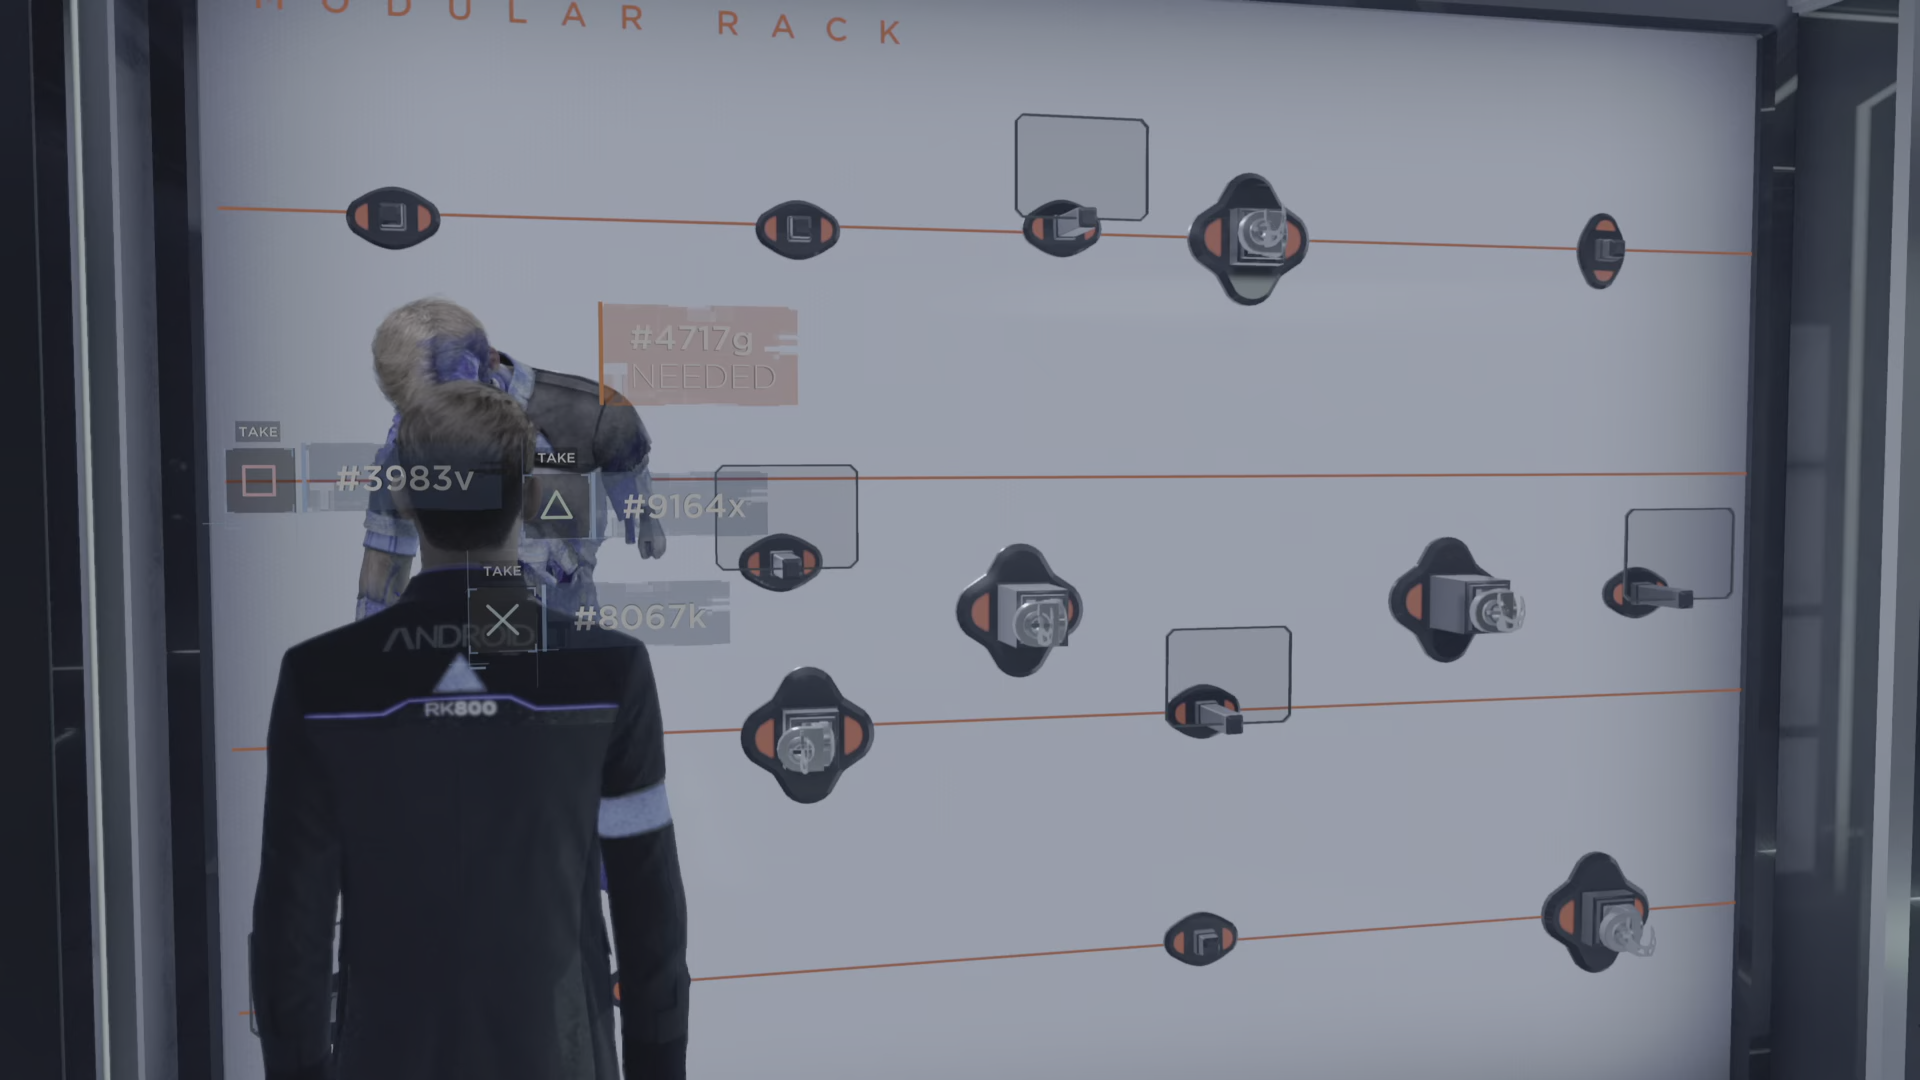 MODULAR RACK
#4717g
NEEDED
TAKE
#3983v
TAKE
#9164x
TAKE
#8067k
ANDROID
RK800